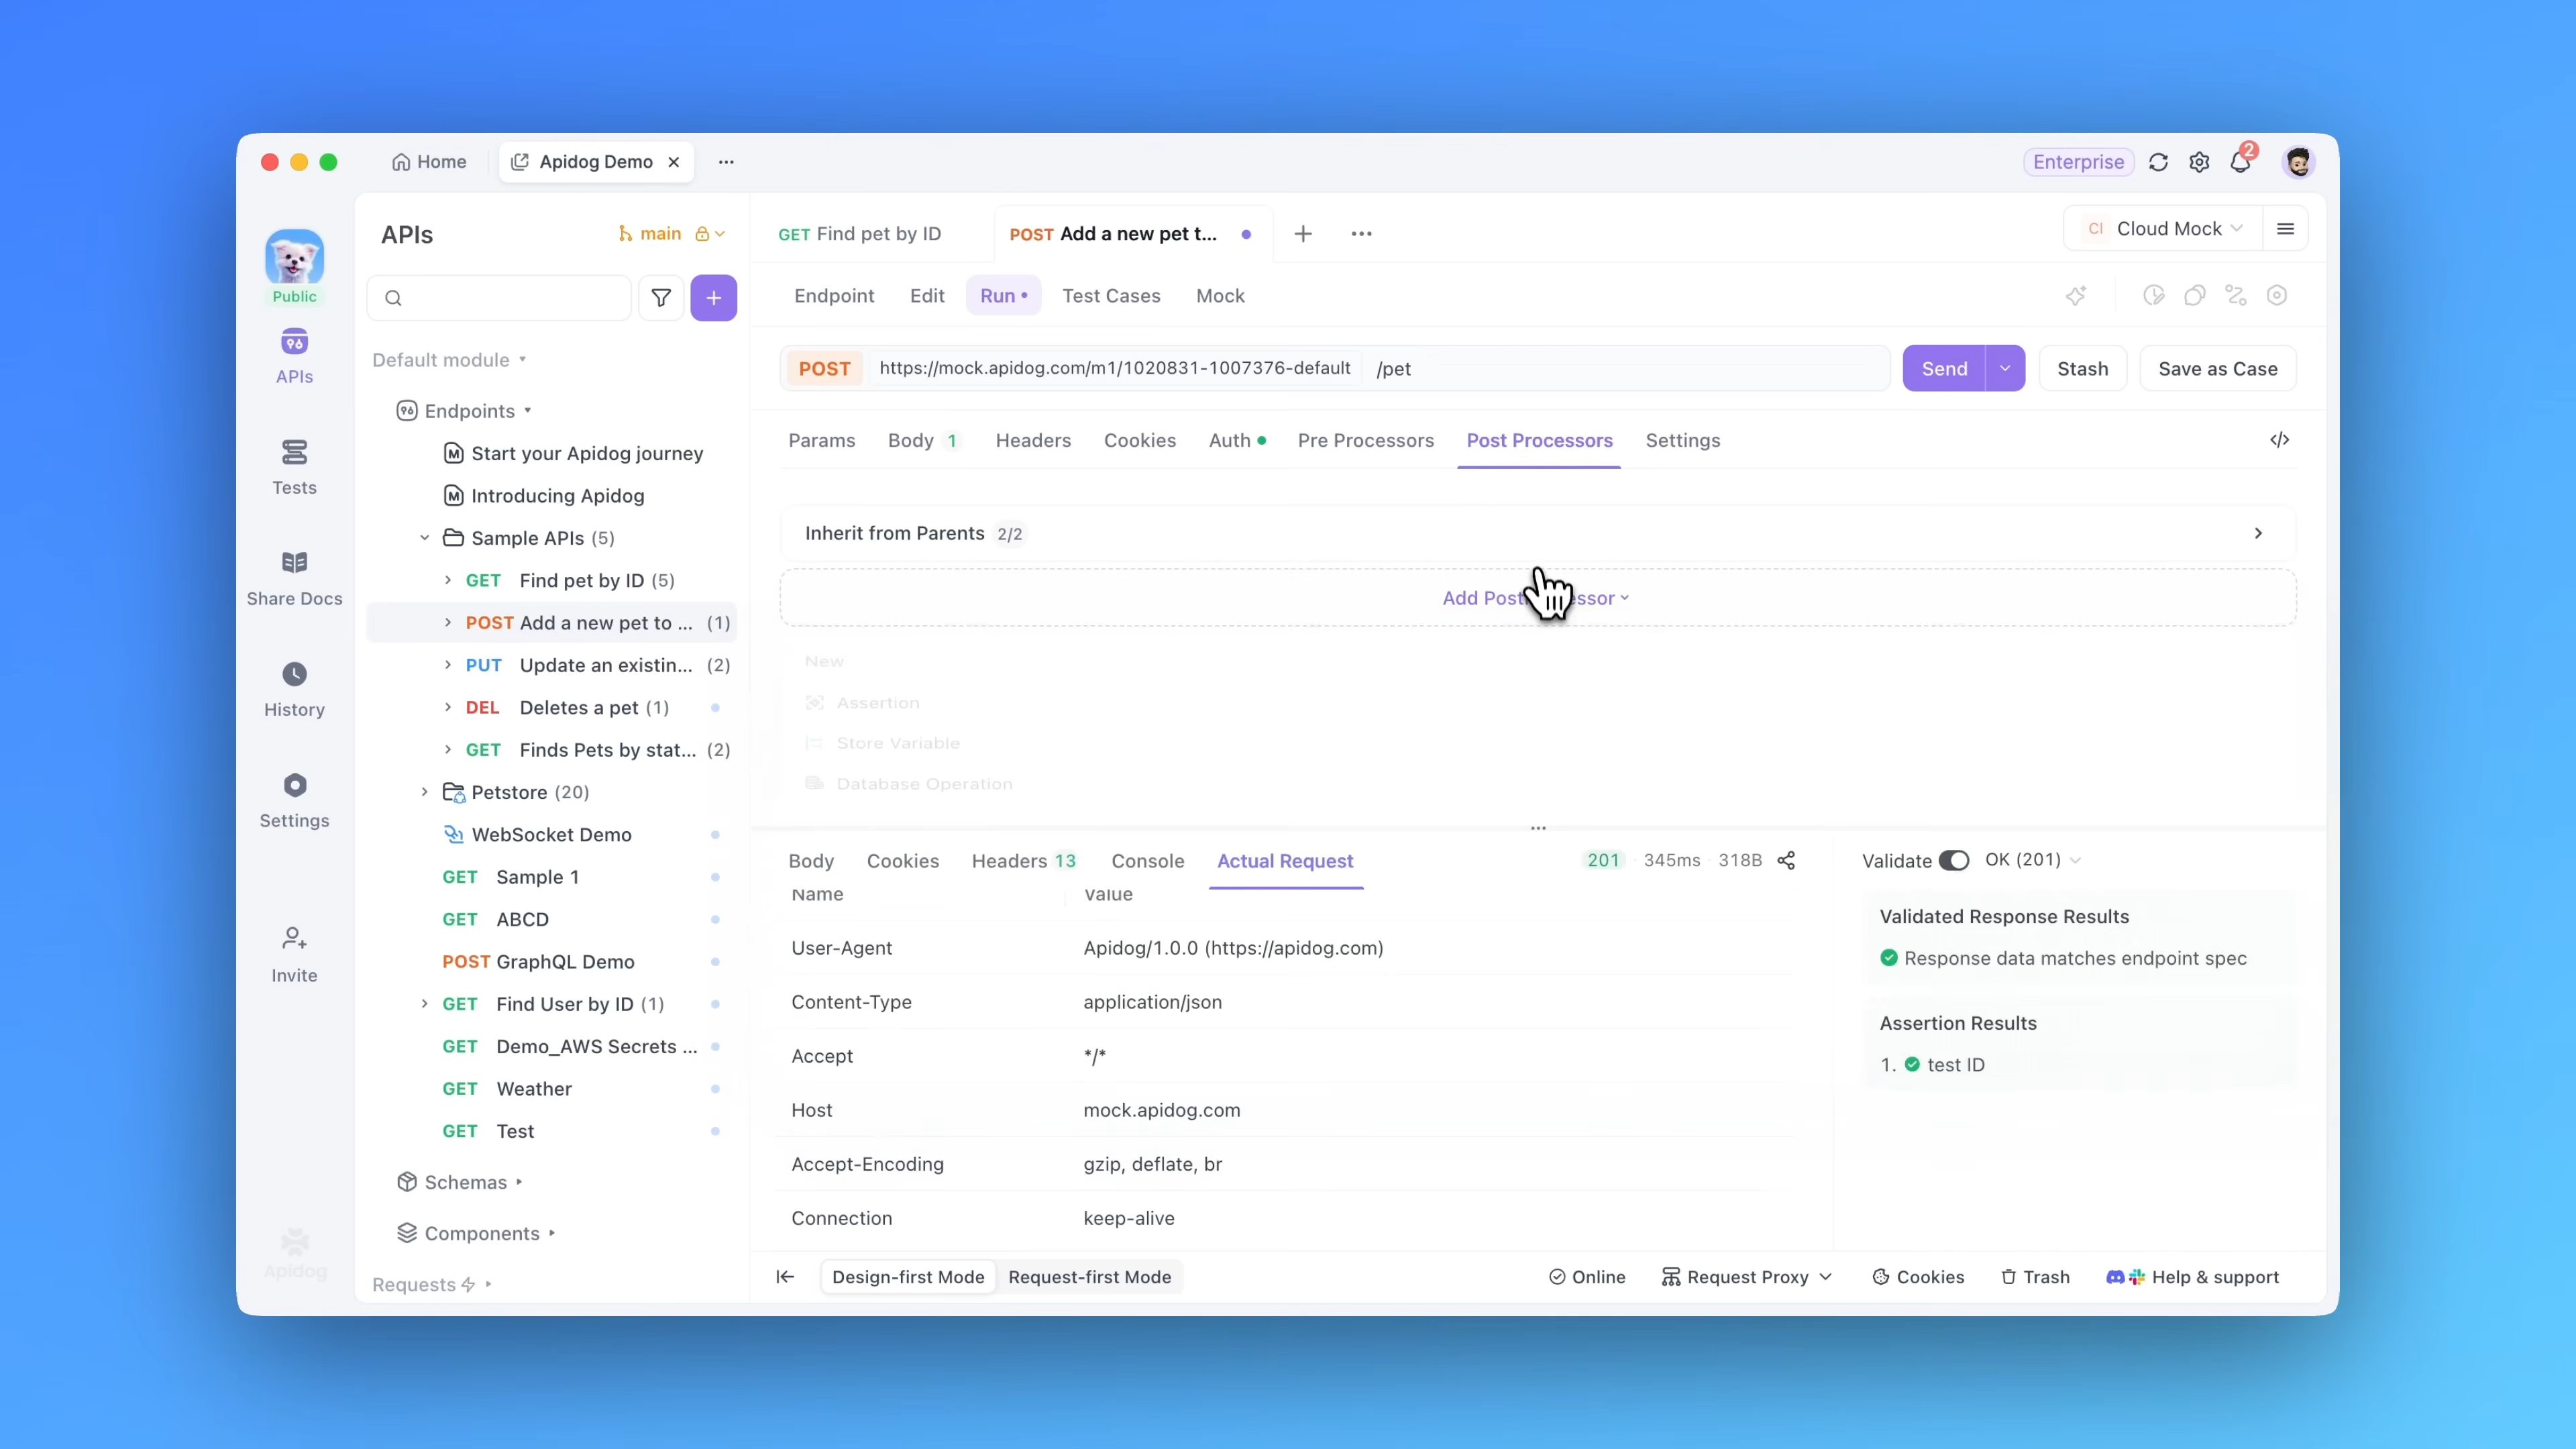 Home
Apidog Demo
Enterprise
2
Public
APIs
Tests
Share Docs
History
Settings
Invite
Apidog
APIs
main
Default module
Endpoints
Start your Apidog journey
Introducing Apidog
Sample APIs (5)
GET Find pet by ID (5)
POST Add a new pet to ... (1)
PUT Update an existin... (2)
DEL Deletes a pet (1)
GET Finds Pets by stat... (2)
Petstore (20)
WebSocket Demo
GET Sample 1
GET ABCD
POST GraphQL Demo
GET Find User by ID (1)
GET Demo_AWS Secrets ...
GET Weather
GET Test
Schemas
Components
Requests
GET Find pet by ID
POST Add a new pet t...
CI Cloud Mock
Endpoint Edit Run Test Cases Mock
POST https://mock.apidog.com/m1/1020831-1007376-default /pet
Send Stash Save as Case
Params Body 1 Headers Cookies Auth Pre Processors Post Processors Settings
Inherit from Parents 2/2
Add Post
New
Assertion
Store Variable
Database Operation
Body Cookies Headers 13 Console Actual Request
201 · 345ms · 318B
Name Value
User-Agent Apidog/1.0.0 (https://apidog.com)
Content-Type application/json
Accept */*
Host mock.apidog.com
Accept-Encoding gzip, deflate, br
Connection keep-alive
Validate OK (201)
Validated Response Results
Response data matches endpoint spec
Assertion Results
1. test ID
Design-first Mode Request-first Mode
Online Request Proxy Cookies Trash Help & support